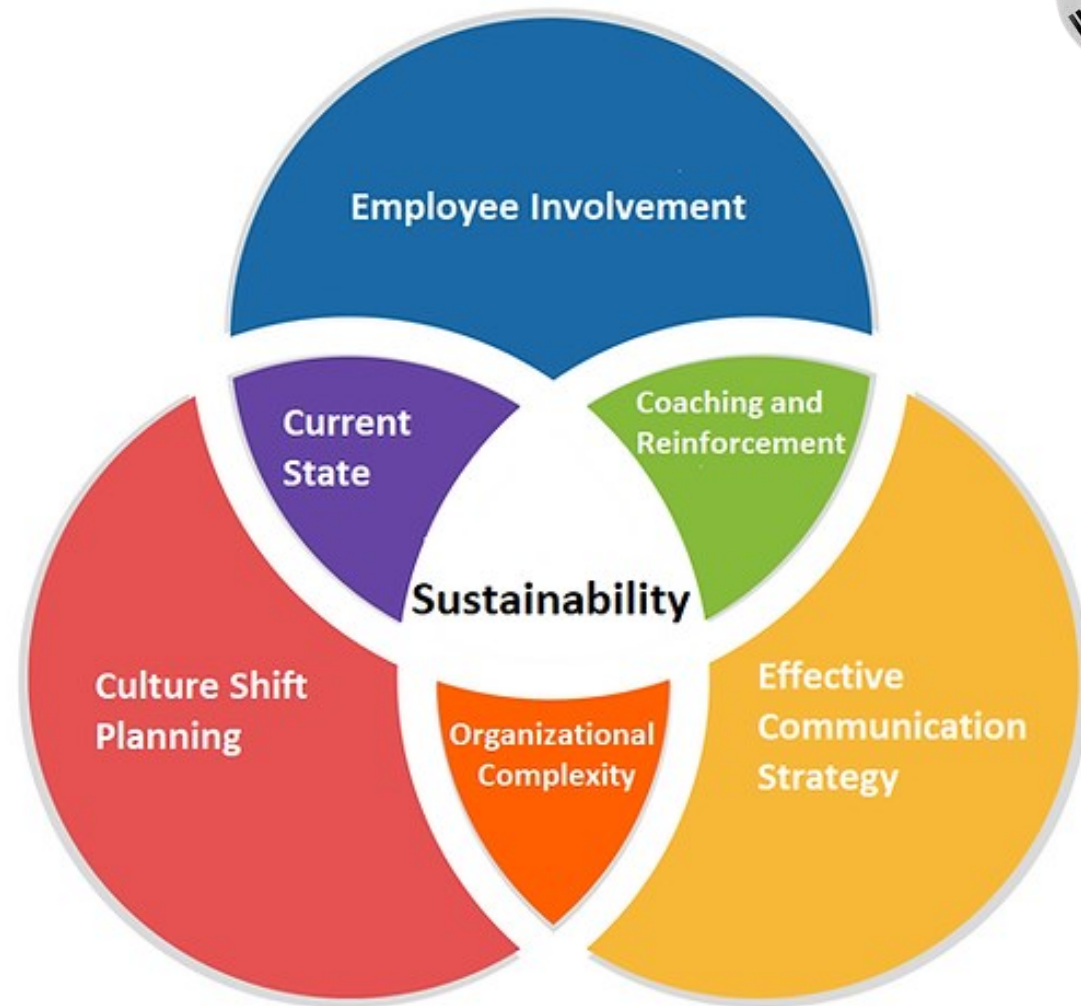 Employee Involvement
Current
State
Coaching and
Reinforcement
Sustainability
Culture Shift
Planning
Organizational
Complexity
Effective
Communication
Strategy